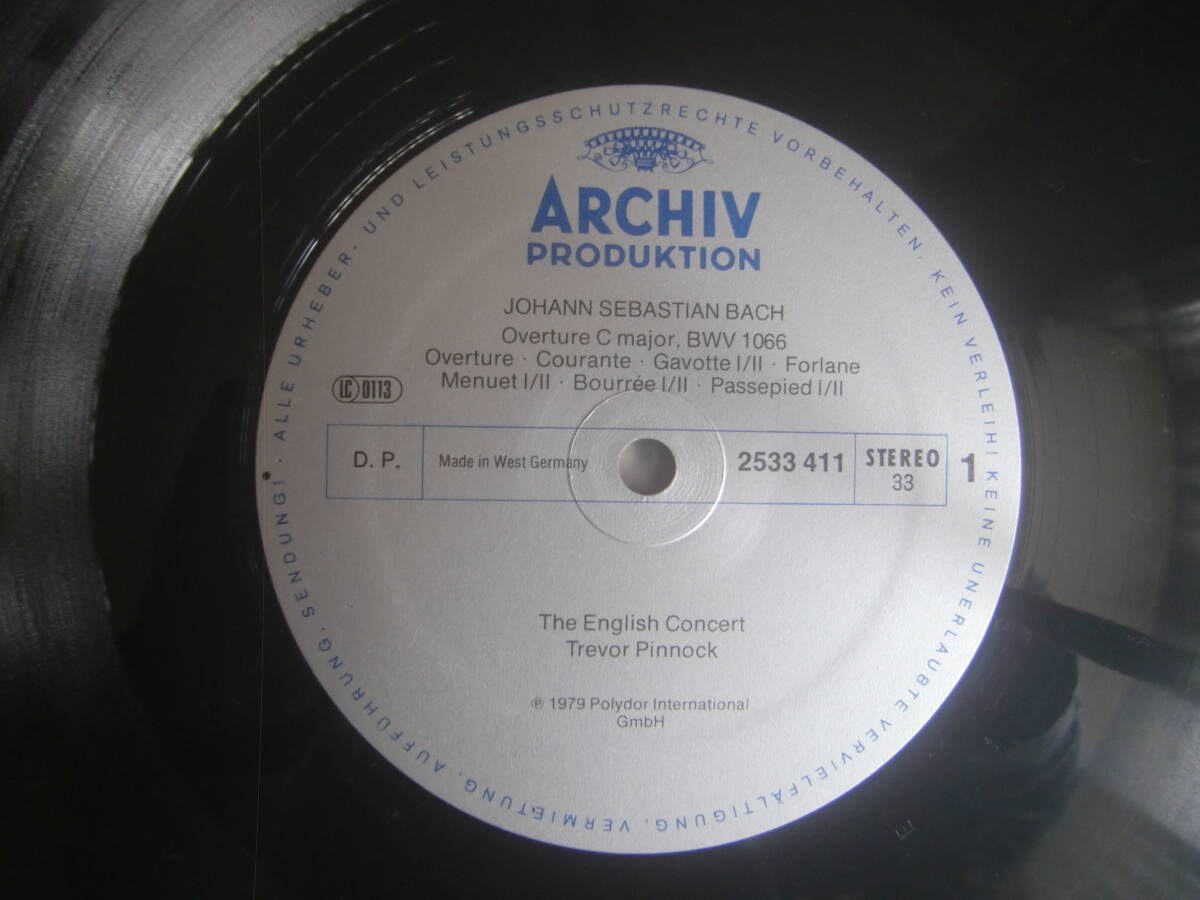 ALLE URHEBER- UND LEISTUNGSSCHUTZRECHTE VORBEHALTEN · KEIN VERLEIH! KEINE UNERLAUBTE VERVIELFÄLTIGUNG, VERMIETUNG, AUFFÜHRUNG, SENDUNG! ·
ARCHIV
PRODUKTION
JOHANN SEBASTIAN BACH
Overture C major, BWV 1066
Overture · Courante · Gavotte I/II · Forlane
Menuet I/II · Bourrée I/II · Passepied I/II
LC 0113
D. P. Made in West Germany 2533 411 STEREO 33 1
The English Concert
Trevor Pinnock
℗ 1979 Polydor International
GmbH